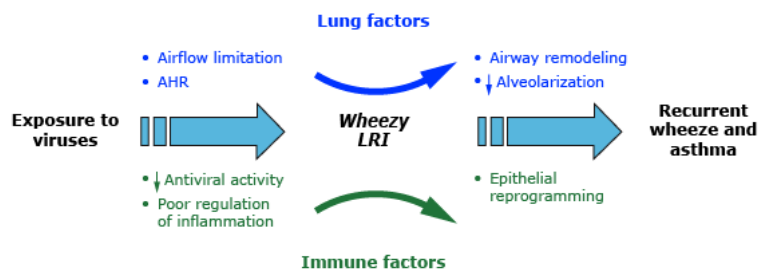 Lung factors
• Airflow limitation
• AHR
• Airway remodeling
• ↓ Alveolarization
Exposure to
viruses
Wheezy
LRI
Recurrent
wheeze and
asthma
• ↓ Antiviral activity
• Poor regulation
of inflammation
• Epithelial
reprogramming
Immune factors